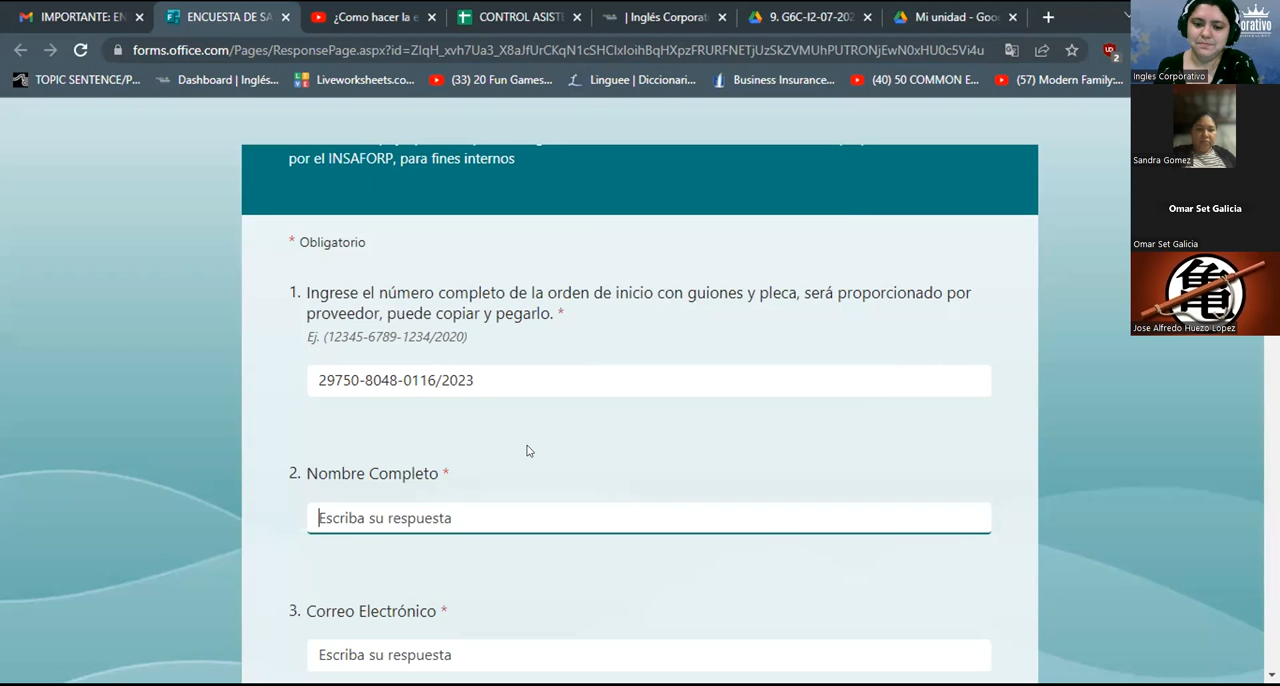 IMPORTANTE: EN
ENCUESTA DE SA
¿Como hacer la e
CONTROL ASIST
| Inglés Corporati
9. G6C-I2-07-202
Mi unidad - Goo
forms.office.com/Pages/ResponsePage.aspx?id=ZIqH_xvh7Ua3_X8aJfUrCKqN1cSHClxIoihBqHXpzFRURFNETjUzSkZVMUhPUTRONjEwN0xHU0c5Vi4u
2
TOPIC SENTENCE/P...
Dashboard | Inglés...
Liveworksheets.co...
(33) 20 Fun Games...
Linguee | Diccionari...
Business Insurance...
(40) 50 COMMON E...
(57) Modern Family:...
orativo
Ingles Corporativo
Sandra Gomez
Omar Set Galicia
Omar Set Galicia
亀
Jose Alfredo Huezo Lopez
por el INSAFORP, para fines internos
* Obligatorio
1. Ingrese el número completo de la orden de inicio con guiones y pleca, será proporcionado por
proveedor, puede copiar y pegarlo. *
Ej. (12345-6789-1234/2020)
29750-8048-0116/2023
2. Nombre Completo *
Escriba su respuesta
3. Correo Electrónico *
Escriba su respuesta